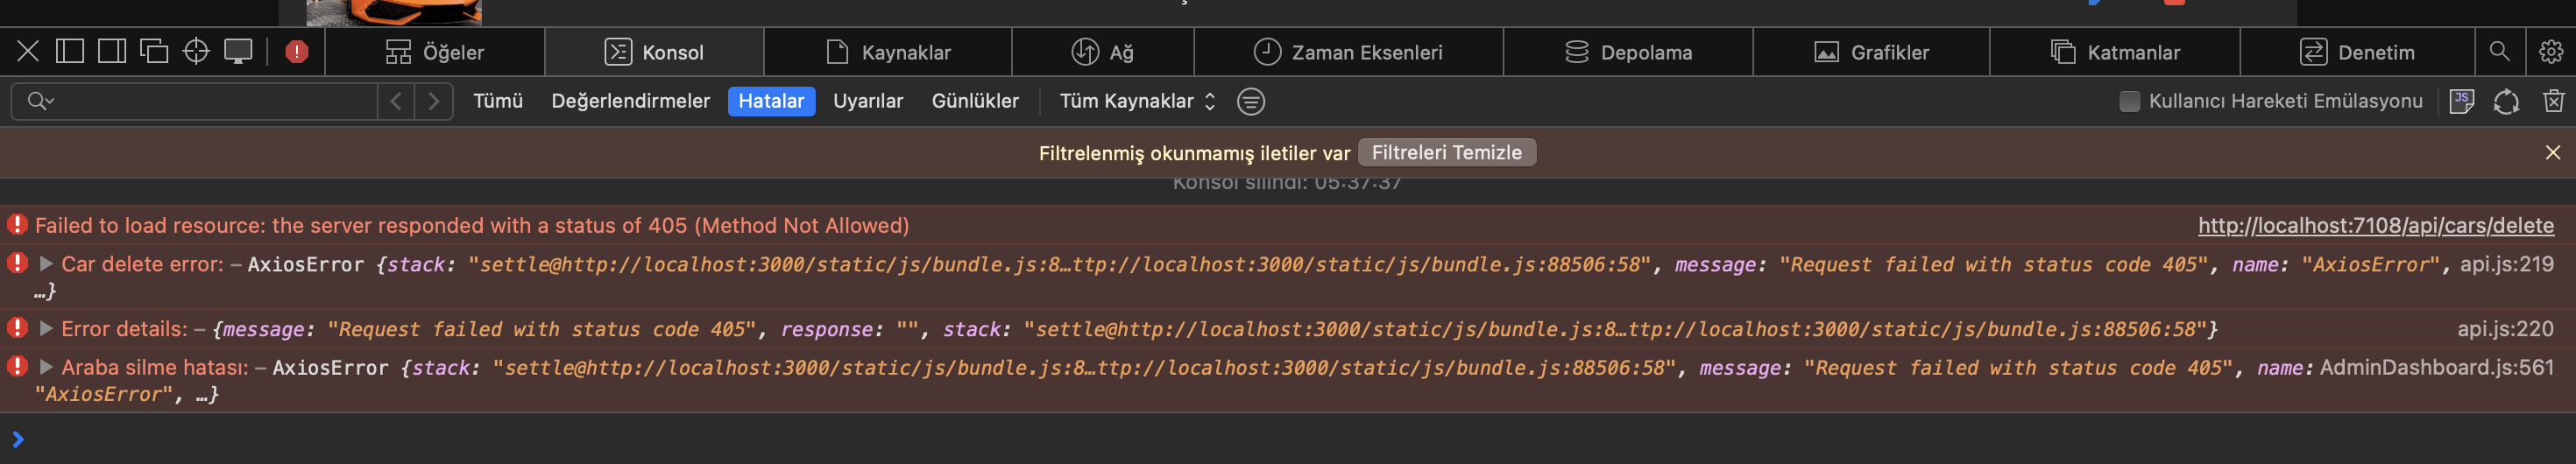 Öğeler
Konsol
Kaynaklar
Ağ
Zaman Eksenleri
Depolama
Grafikler
Katmanlar
Denetim
Tümü
Değerlendirmeler
Hatalar
Uyarılar
Günlükler
Tüm Kaynaklar
Kullanıcı Hareketi Emülasyonu
JS
Filtrelenmiş okunmamış iletiler var
Filtreleri Temizle
Konsol silindi: 05:37:37
Failed to load resource: the server responded with a status of 405 (Method Not Allowed)
http://localhost:7108/api/cars/delete
Car delete error: – AxiosError {stack: "settle@http://localhost:3000/static/js/bundle.js:8…ttp://localhost:3000/static/js/bundle.js:88506:58", message: "Request failed with status code 405", name: "AxiosError",
api.js:219
…}
Error details: – {message: "Request failed with status code 405", response: "", stack: "settle@http://localhost:3000/static/js/bundle.js:8…ttp://localhost:3000/static/js/bundle.js:88506:58"}
api.js:220
Araba silme hatası: – AxiosError {stack: "settle@http://localhost:3000/static/js/bundle.js:8…ttp://localhost:3000/static/js/bundle.js:88506:58", message: "Request failed with status code 405", name:
AdminDashboard.js:561
"AxiosError", …}